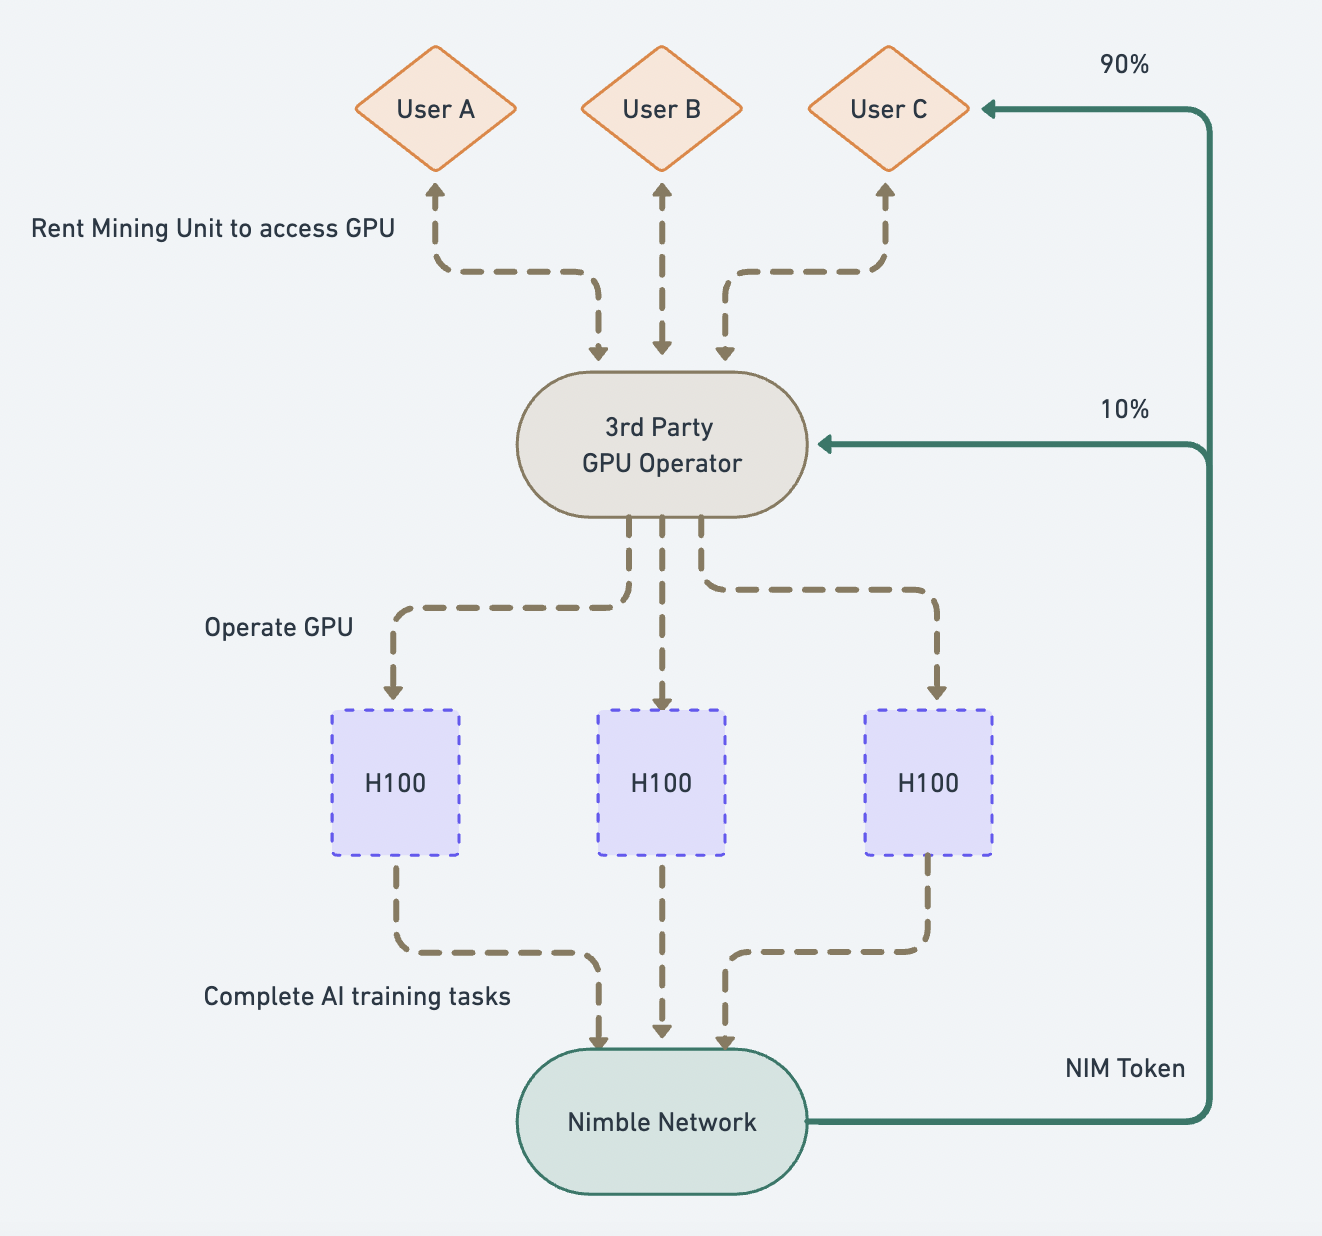 90%
User A
User B
User C
Rent Mining Unit to access GPU
10%
3rd Party
GPU Operator
Operate GPU
H100
H100
H100
Complete AI training tasks
NIM Token
Nimble Network